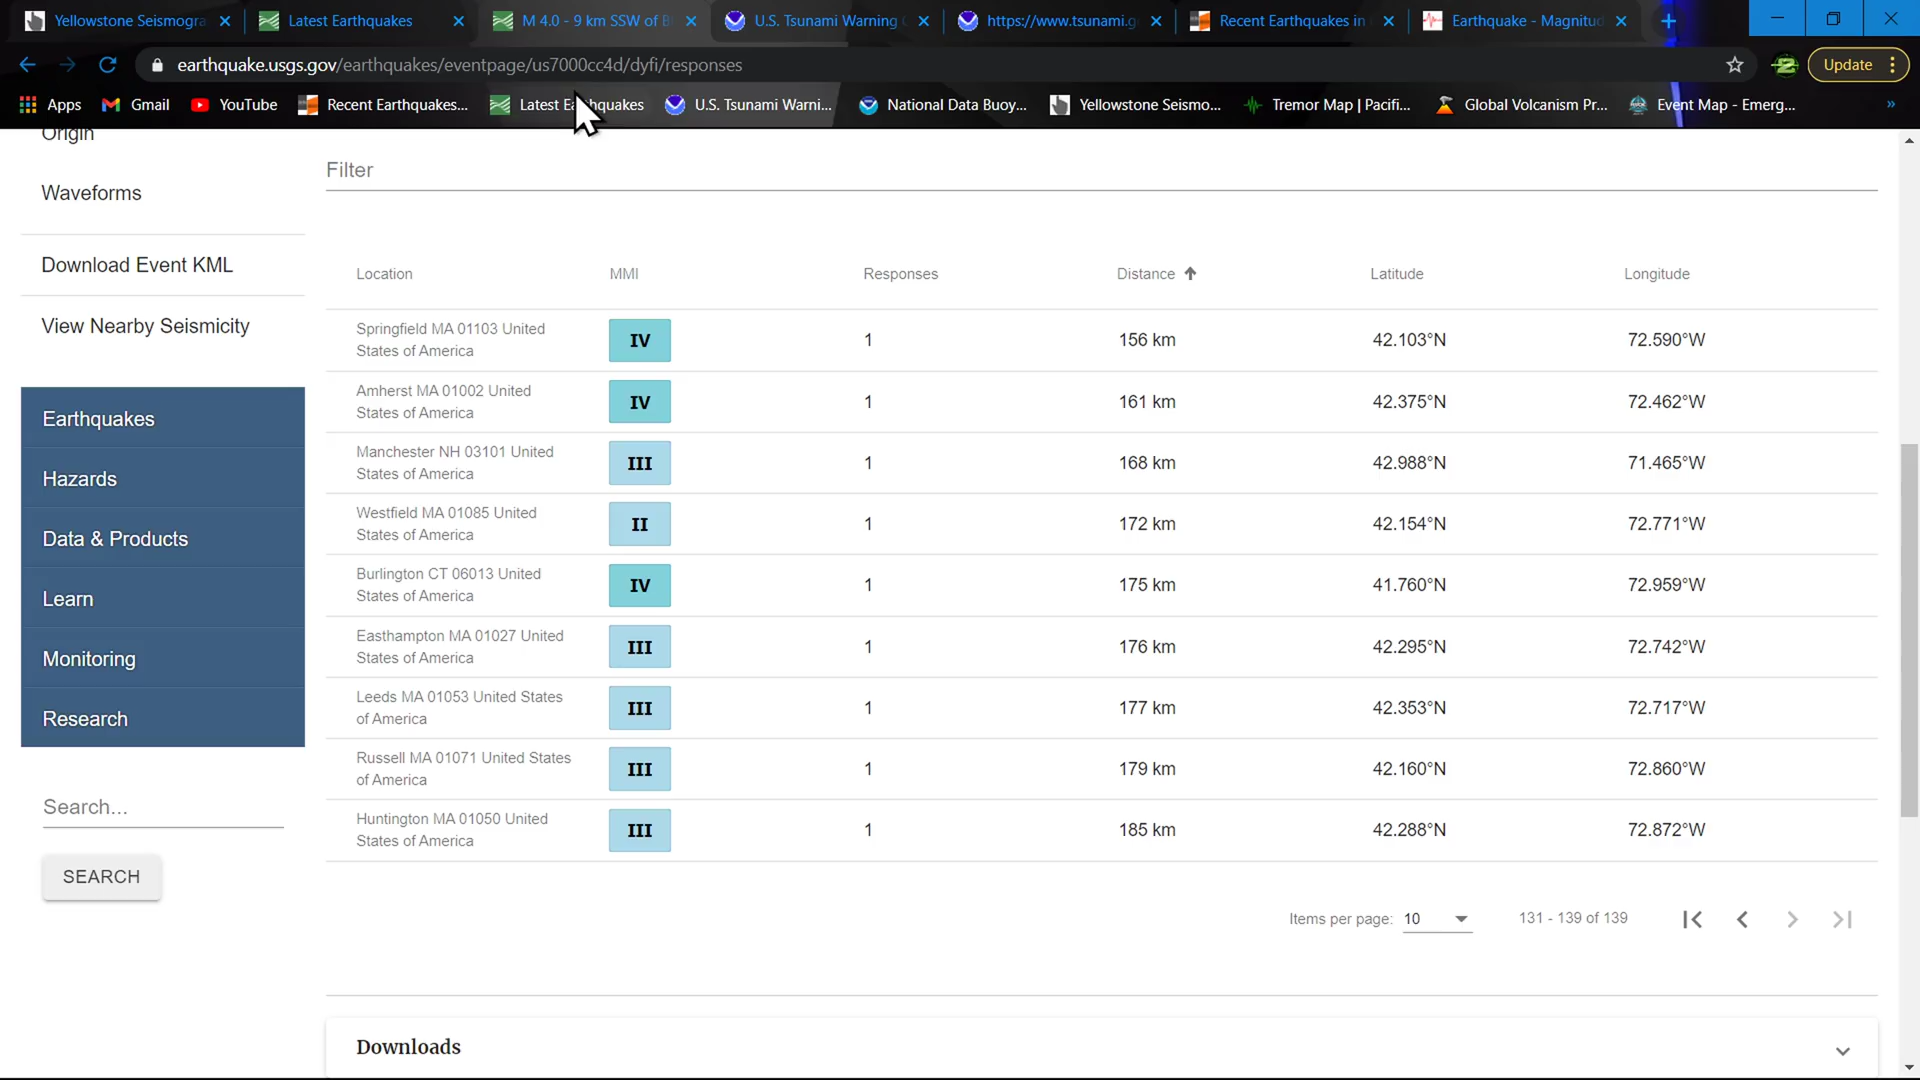 Yellowstone Seismogra
Latest Earthquakes
M 4.0 - 9 km SSW of B
U.S. Tsunami Warning
https://www.tsunami.g
Recent Earthquakes in
Earthquake - Magnitud
earthquake.usgs.gov/earthquakes/eventpage/us7000cc4d/dyfi/responses
Update
Apps
Gmail
YouTube
Recent Earthquakes...
Latest Earthquakes
U.S. Tsunami Warni...
National Data Buoy...
Yellowstone Seismo...
Tremor Map | Pacifi...
Global Volcanism Pr...
Event Map - Emerg...
»
Origin
Waveforms
Download Event KML
View Nearby Seismicity
Earthquakes
Hazards
Data & Products
Learn
Monitoring
Research
Search...
SEARCH
Filter
Location MMI Responses Distance Latitude Longitude
Springfield MA 01103 United
States of America
IV 1 156 km 42.103°N 72.590°W
Amherst MA 01002 United
States of America
IV 1 161 km 42.375°N 72.462°W
Manchester NH 03101 United
States of America
III 1 168 km 42.988°N 71.465°W
Westfield MA 01085 United
States of America
II 1 172 km 42.154°N 72.771°W
Burlington CT 06013 United
States of America
IV 1 175 km 41.760°N 72.959°W
Easthampton MA 01027 United
States of America
III 1 176 km 42.295°N 72.742°W
Leeds MA 01053 United States
of America
III 1 177 km 42.353°N 72.717°W
Russell MA 01071 United States
of America
III 1 179 km 42.160°N 72.860°W
Huntington MA 01050 United
States of America
III 1 185 km 42.288°N 72.872°W
Items per page: 10 131 - 139 of 139
Downloads